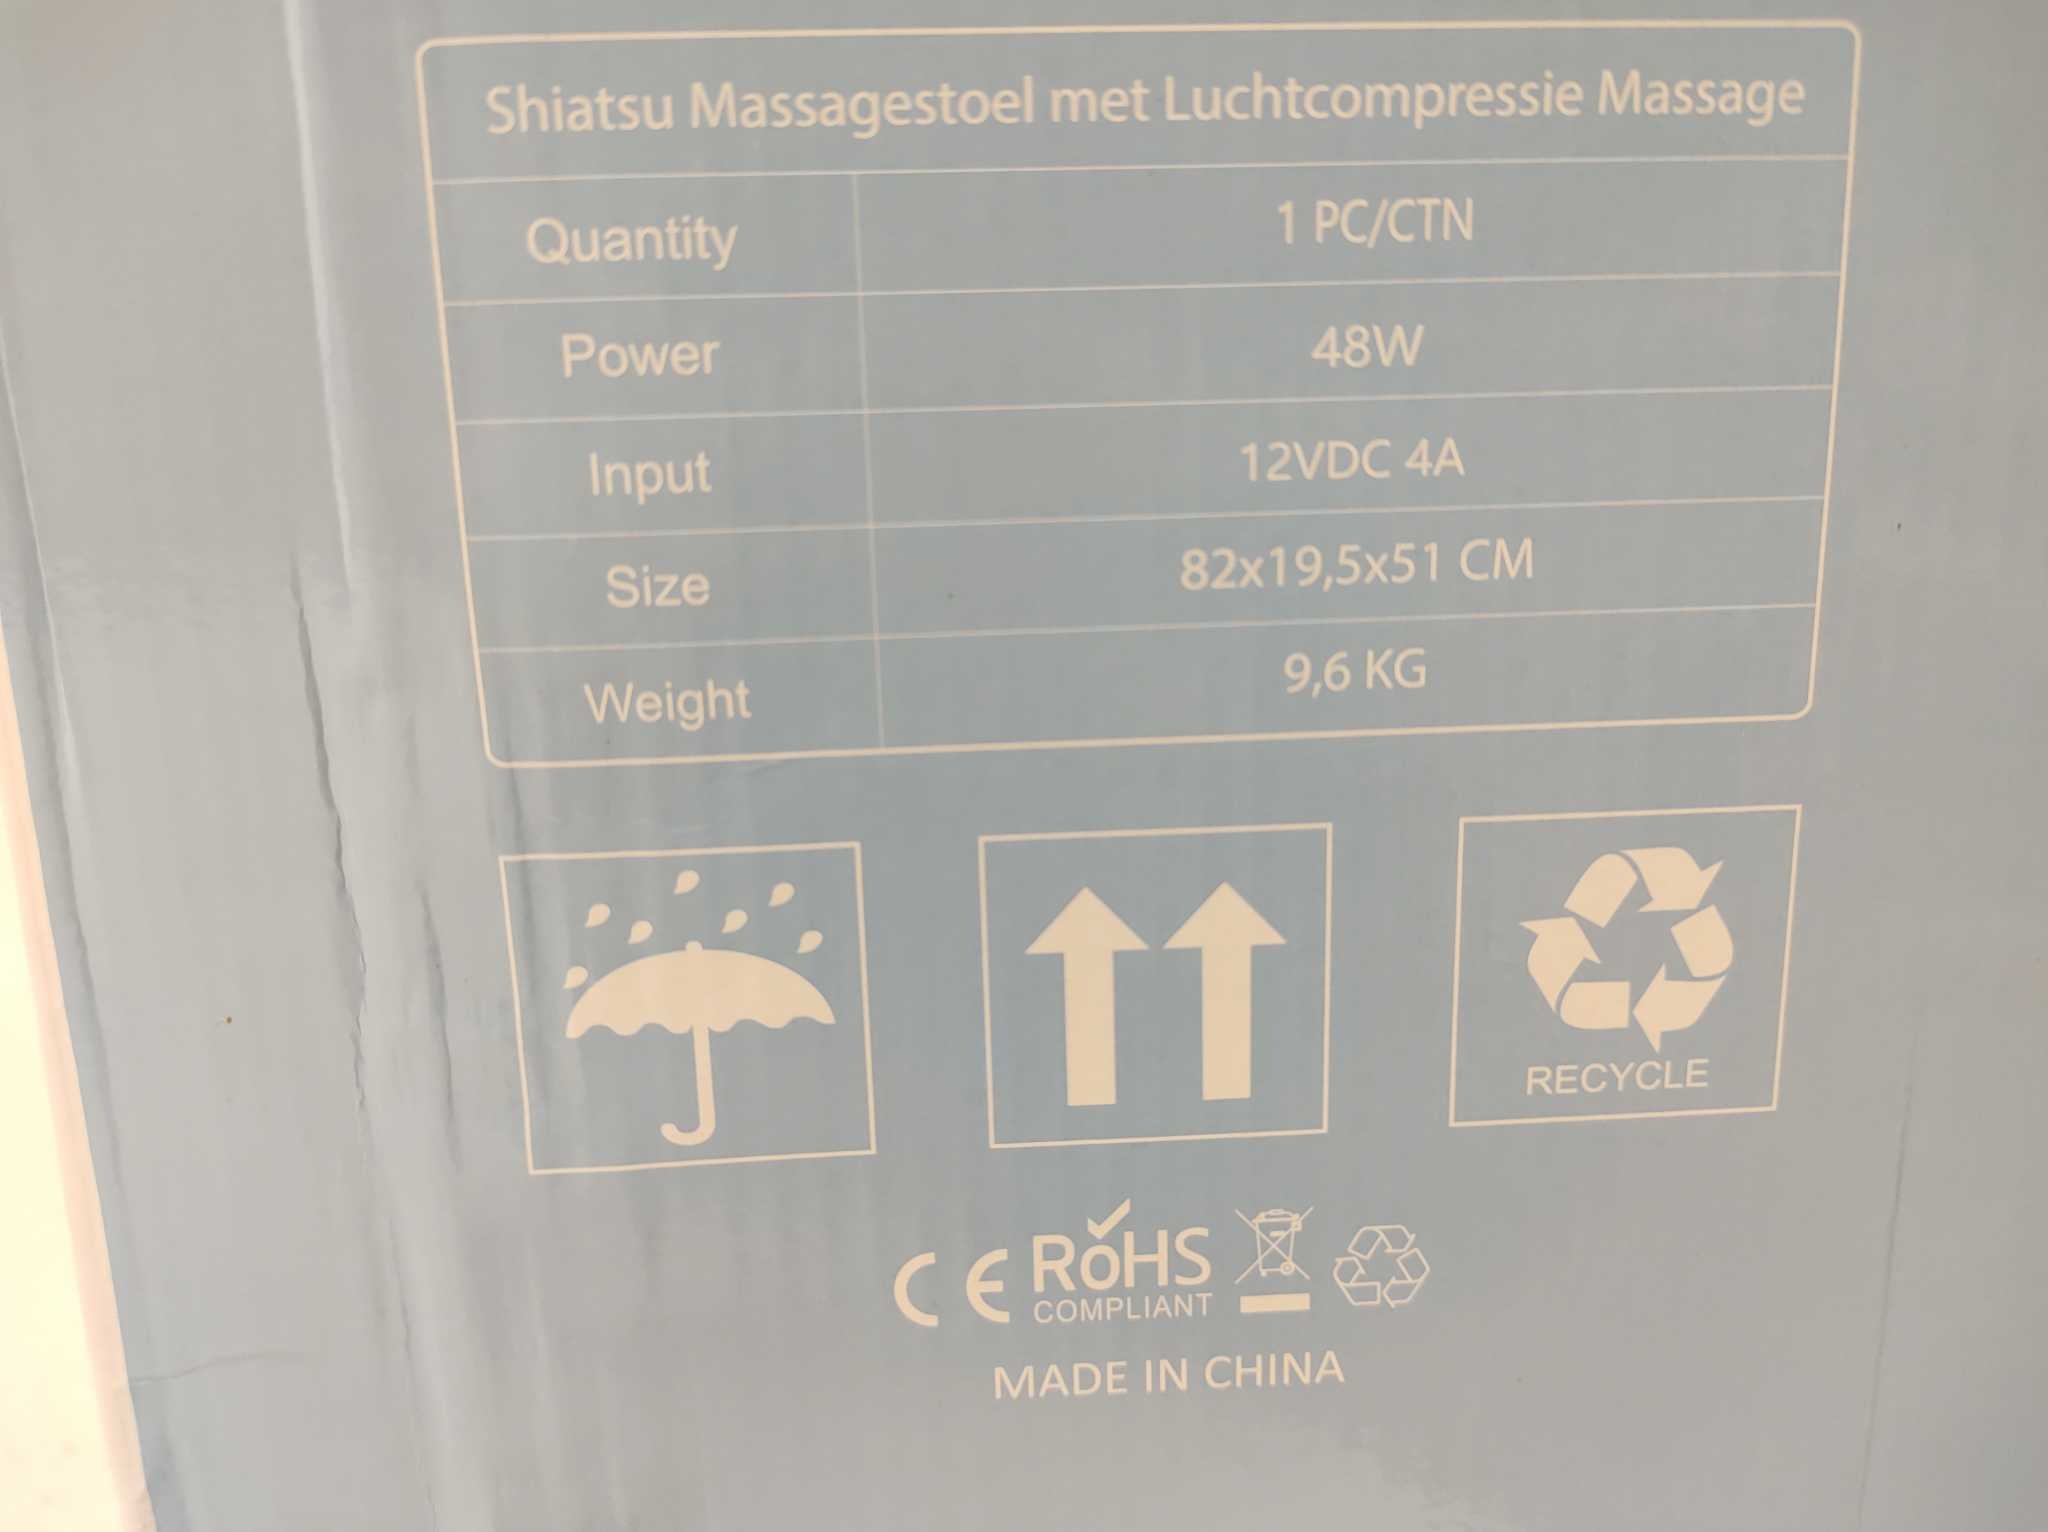 Shiatsu Massagestoel met Luchtcompressie Massage
Quantity 1 PC/CTN
Power 48W
Input 12VDC 4A
Size 82x19,5x51 CM
Weight 9,6 KG
RECYCLE
CE RoHS
COMPLIANT
MADE IN CHINA